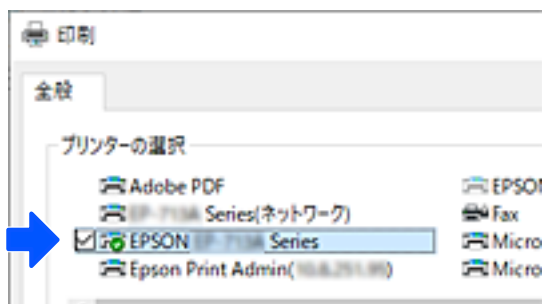 印刷
全般
プリンターの選択
Adobe PDF
Series(ネットワーク)
EPSON Series
Epson Print Admin( )
EPSON
Fax
Micro
Micro